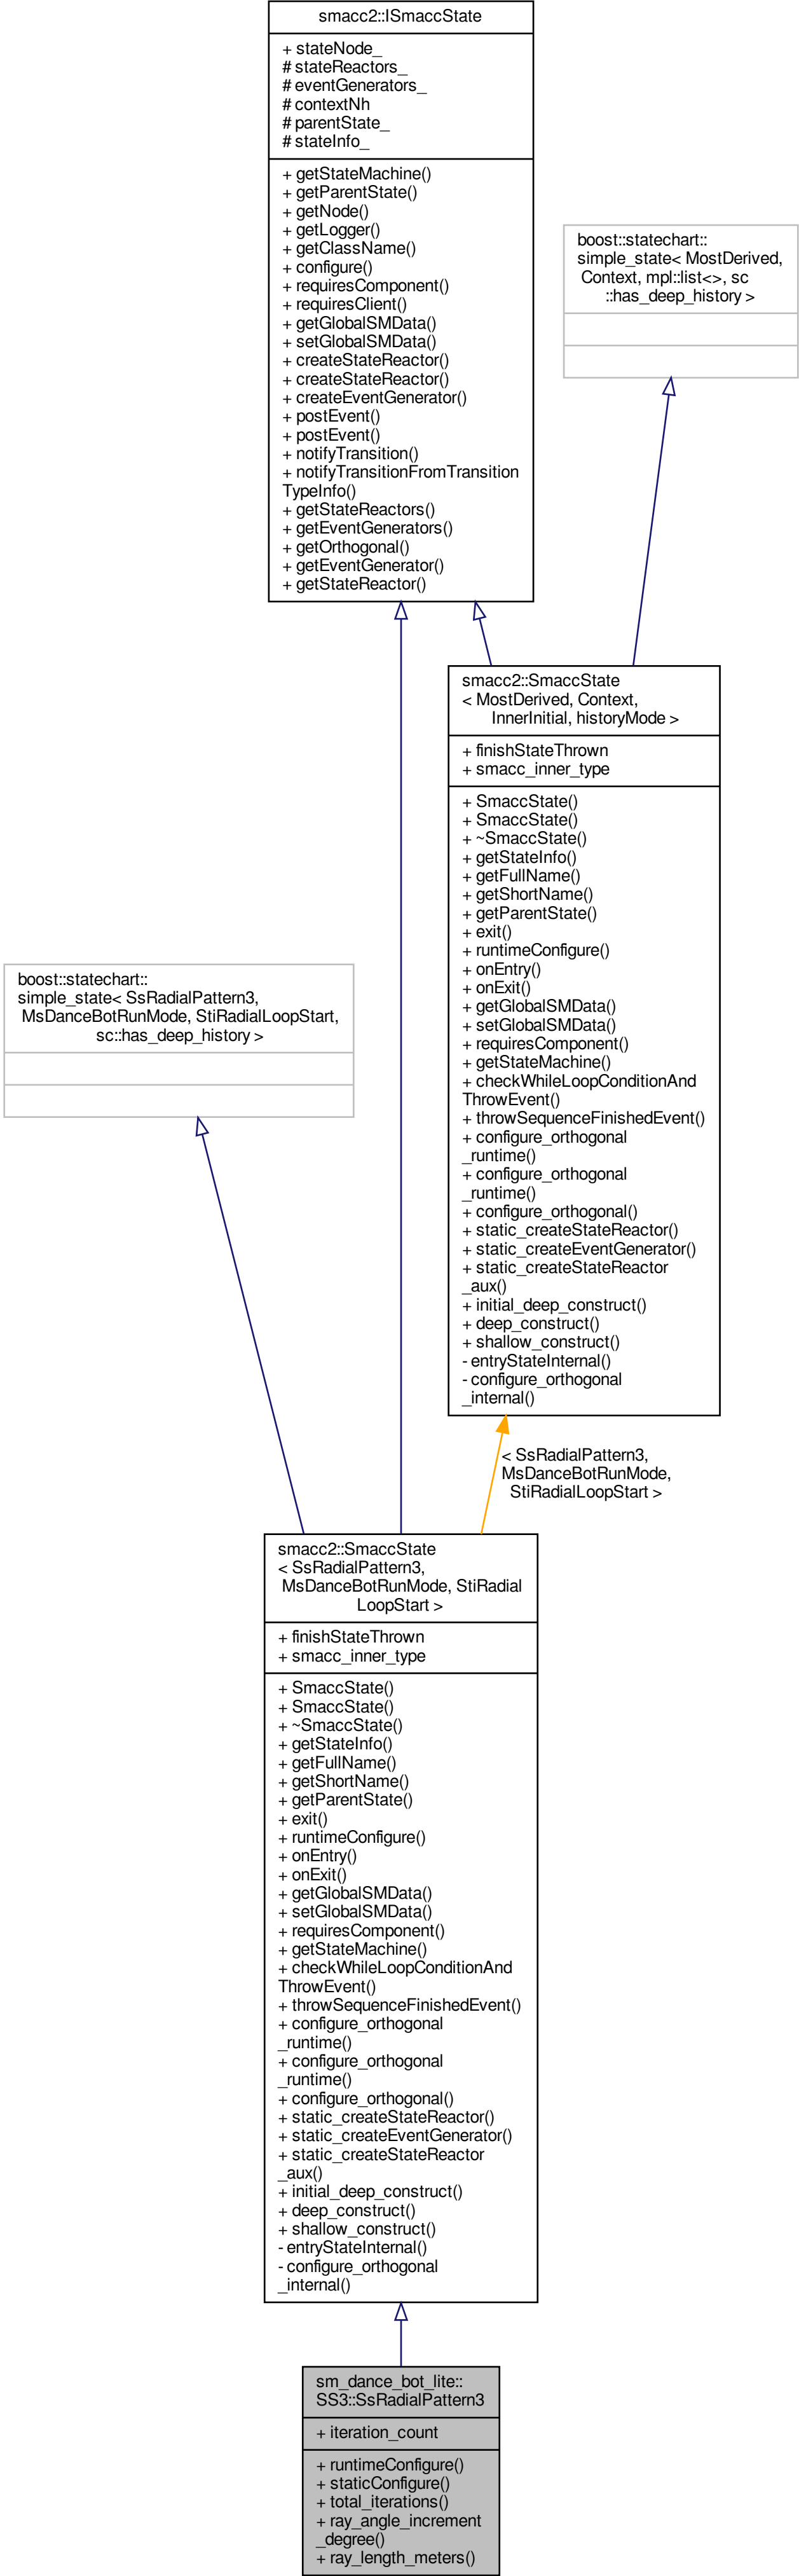 smacc2::ISmaccState
+ stateNode_
# stateReactors_
# eventGenerators_
# contextNh
# parentState_
# stateInfo_
+ getStateMachine()
+ getParentState()
+ getNode()
+ getLogger()
+ getClassName()
+ configure()
+ requiresComponent()
+ requiresClient()
+ getGlobalSMData()
+ setGlobalSMData()
+ createStateReactor()
+ createStateReactor()
+ createEventGenerator()
+ postEvent()
+ postEvent()
+ notifyTransition()
+ notifyTransitionFromTransition
TypeInfo()
+ getStateReactors()
+ getEventGenerators()
+ getOrthogonal()
+ getEventGenerator()
+ getStateReactor()
boost::statechart::
simple_state< MostDerived,
Context, mpl::list<>, sc
::has_deep_history >
smacc2::SmaccState
< MostDerived, Context,
InnerInitial, historyMode >
+ finishStateThrown
+ smacc_inner_type
+ SmaccState()
+ SmaccState()
+ ~SmaccState()
+ getStateInfo()
+ getFullName()
+ getShortName()
+ getParentState()
+ exit()
+ runtimeConfigure()
+ onEntry()
+ onExit()
+ getGlobalSMData()
+ setGlobalSMData()
+ requiresComponent()
+ getStateMachine()
+ checkWhileLoopConditionAnd
ThrowEvent()
+ throwSequenceFinishedEvent()
+ configure_orthogonal
_runtime()
+ configure_orthogonal
_runtime()
+ configure_orthogonal()
+ static_createStateReactor()
+ static_createEventGenerator()
+ static_createStateReactor
_aux()
+ initial_deep_construct()
+ deep_construct()
+ shallow_construct()
- entryStateInternal()
- configure_orthogonal
_internal()
boost::statechart::
simple_state< SsRadialPattern3,
MsDanceBotRunMode, StiRadialLoopStart,
sc::has_deep_history >
< SsRadialPattern3,
MsDanceBotRunMode,
StiRadialLoopStart >
smacc2::SmaccState
< SsRadialPattern3,
MsDanceBotRunMode, StiRadial
LoopStart >
+ finishStateThrown
+ smacc_inner_type
+ SmaccState()
+ SmaccState()
+ ~SmaccState()
+ getStateInfo()
+ getFullName()
+ getShortName()
+ getParentState()
+ exit()
+ runtimeConfigure()
+ onEntry()
+ onExit()
+ getGlobalSMData()
+ setGlobalSMData()
+ requiresComponent()
+ getStateMachine()
+ checkWhileLoopConditionAnd
ThrowEvent()
+ throwSequenceFinishedEvent()
+ configure_orthogonal
_runtime()
+ configure_orthogonal
_runtime()
+ configure_orthogonal()
+ static_createStateReactor()
+ static_createEventGenerator()
+ static_createStateReactor
_aux()
+ initial_deep_construct()
+ deep_construct()
+ shallow_construct()
- entryStateInternal()
- configure_orthogonal
_internal()
sm_dance_bot_lite::
SS3::SsRadialPattern3
+ iteration_count
+ runtimeConfigure()
+ staticConfigure()
+ total_iterations()
+ ray_angle_increment
_degree()
+ ray_length_meters()